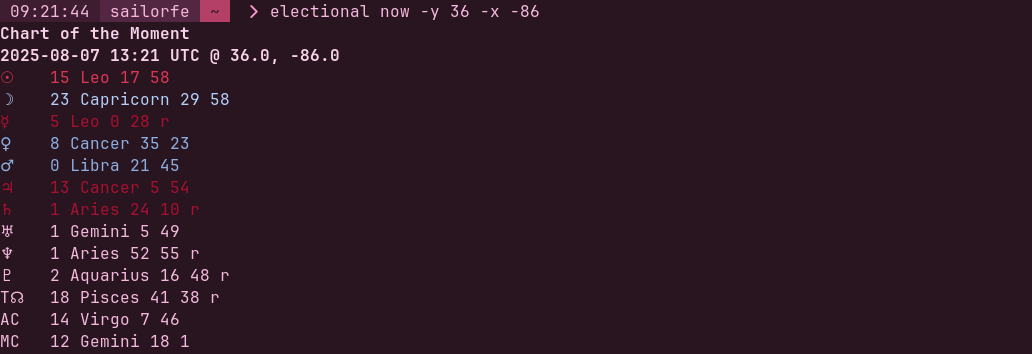 09:21:44 sailorfe ~ ❯ electional now -y 36 -x -86
Chart of the Moment
2025-08-07 13:21 UTC @ 36.0, -86.0
☉ 15 Leo 17 58
☽ 23 Capricorn 29 58
☿ 5 Leo 0 28 r
♀ 8 Cancer 35 23
♂ 0 Libra 21 45
♃ 13 Cancer 5 54
♄ 1 Aries 24 10 r
♅ 1 Gemini 5 49
♆ 1 Aries 52 55 r
♇ 2 Aquarius 16 48 r
T☊ 18 Pisces 41 38 r
AC 14 Virgo 7 46
MC 12 Gemini 18 1